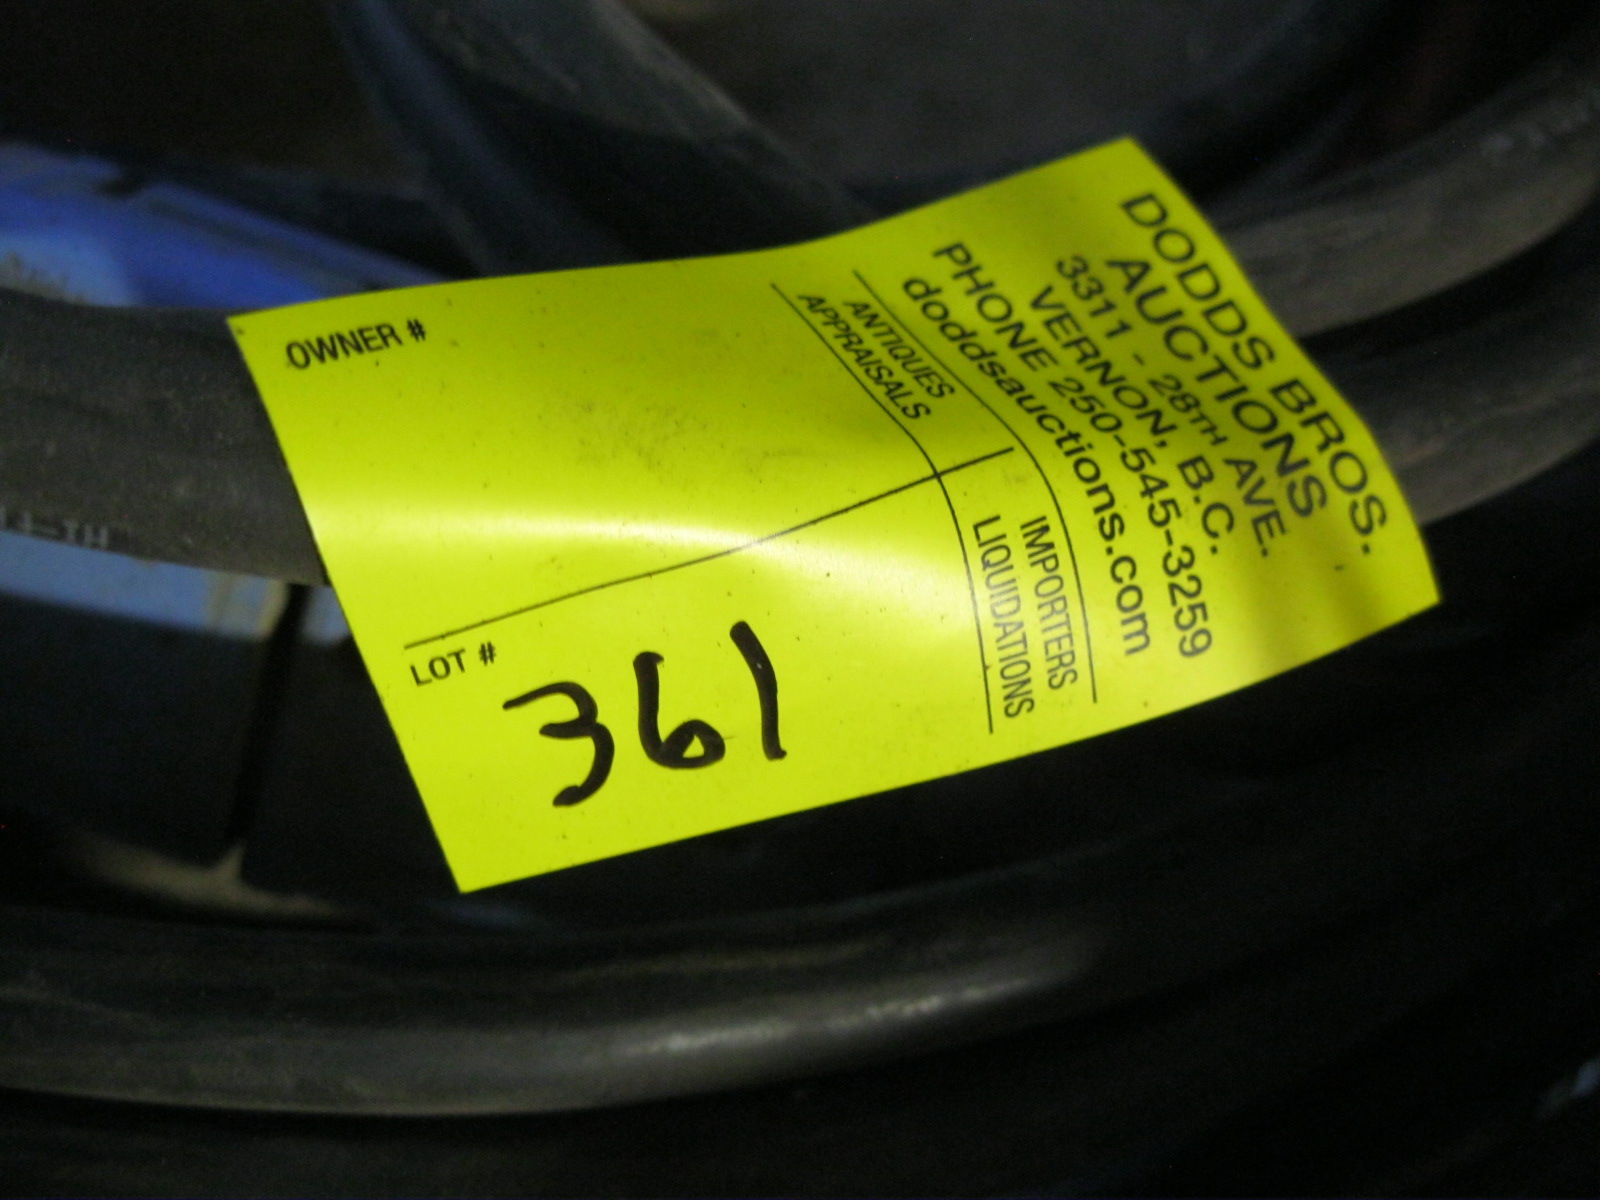 DODDS BROS.
AUCTIONS
3311 - 28TH AVE.
VERNON, B.C.
PHONE 250-545-3259
doddsauctions.com
ANTIQUES
APPRAISALS
IMPORTERS
LIQUIDATIONS
OWNER #
LOT #
361